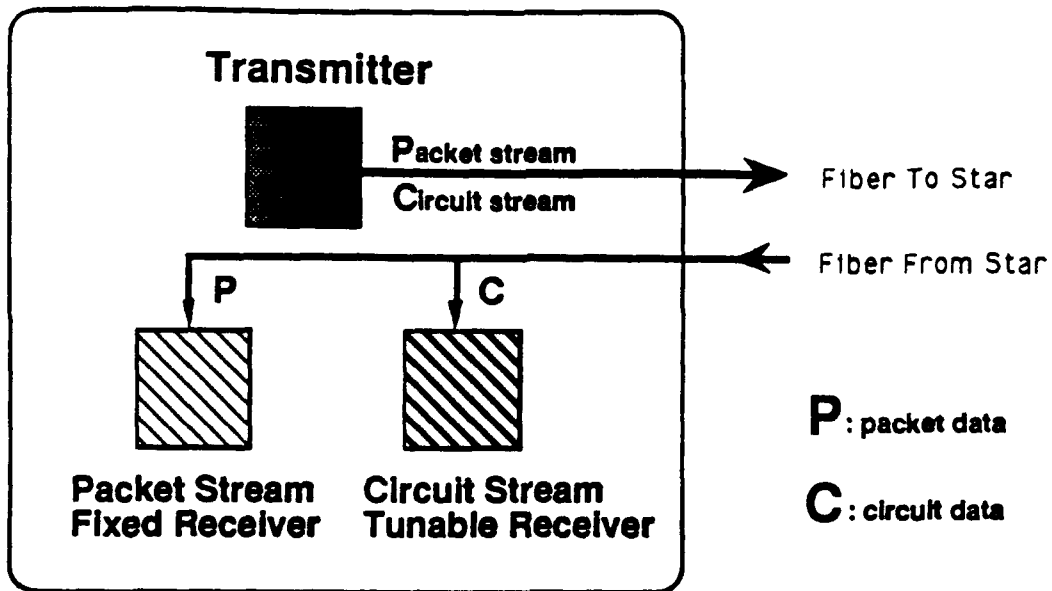 Transmitter
Packet stream
Circuit stream
Fiber To Star
Fiber From Star
P
C
Packet Stream
Fixed Receiver
Circuit Stream
Tunable Receiver
P: packet data
C: circuit data